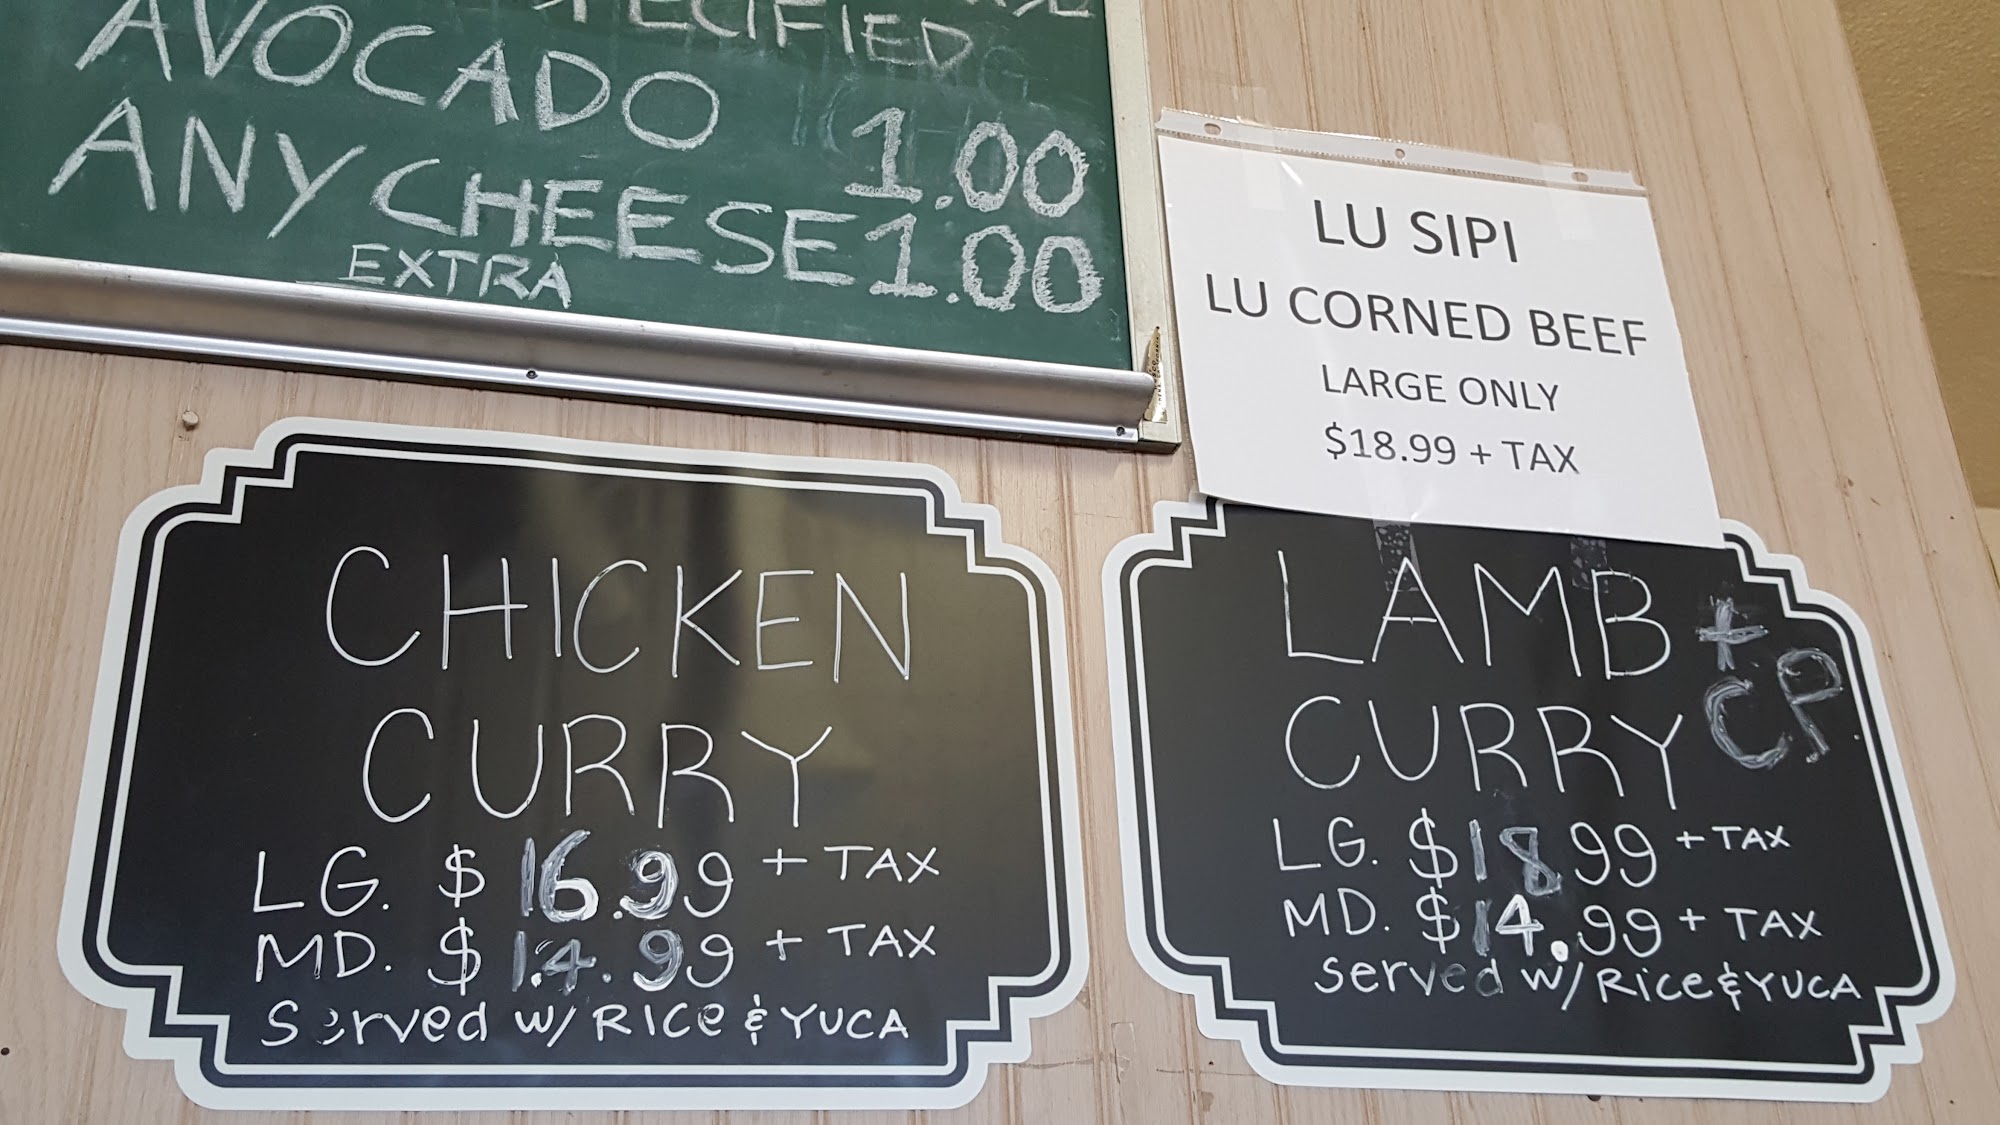 SPECIFIED
AVOCADO 1.00
ANY CHEESE 1.00
EXTRA
LU SIPI
LU CORNED BEEF
LARGE ONLY
$18.99 + TAX
CHICKEN
CURRY
LG. $16.99 + TAX
MD. $14.99 + TAX
Served w/ RICE & YUCA
LAMB +
CURRY CP
LG. $18.99 + TAX
MD. $14.99 + TAX
Served w/ RICE & YUCA